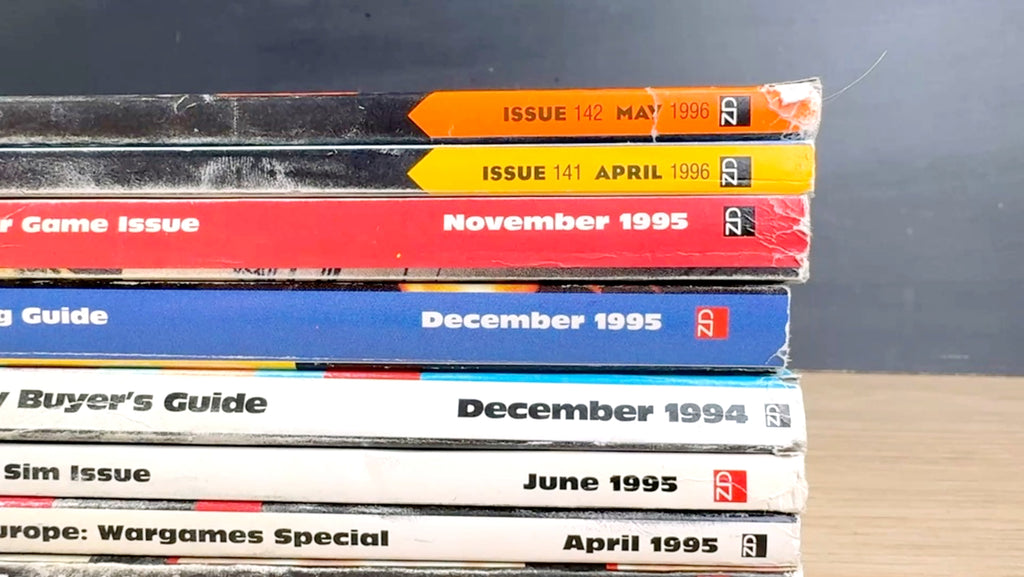 ISSUE 142 MAY 1996 ZD
ISSUE 141 APRIL 1996 ZD
r Game Issue November 1995 ZD
g Guide December 1995 ZD
y Buyer's Guide December 1994 ZD
Sim Issue June 1995 ZD
urope: Wargames Special April 1995 ZD